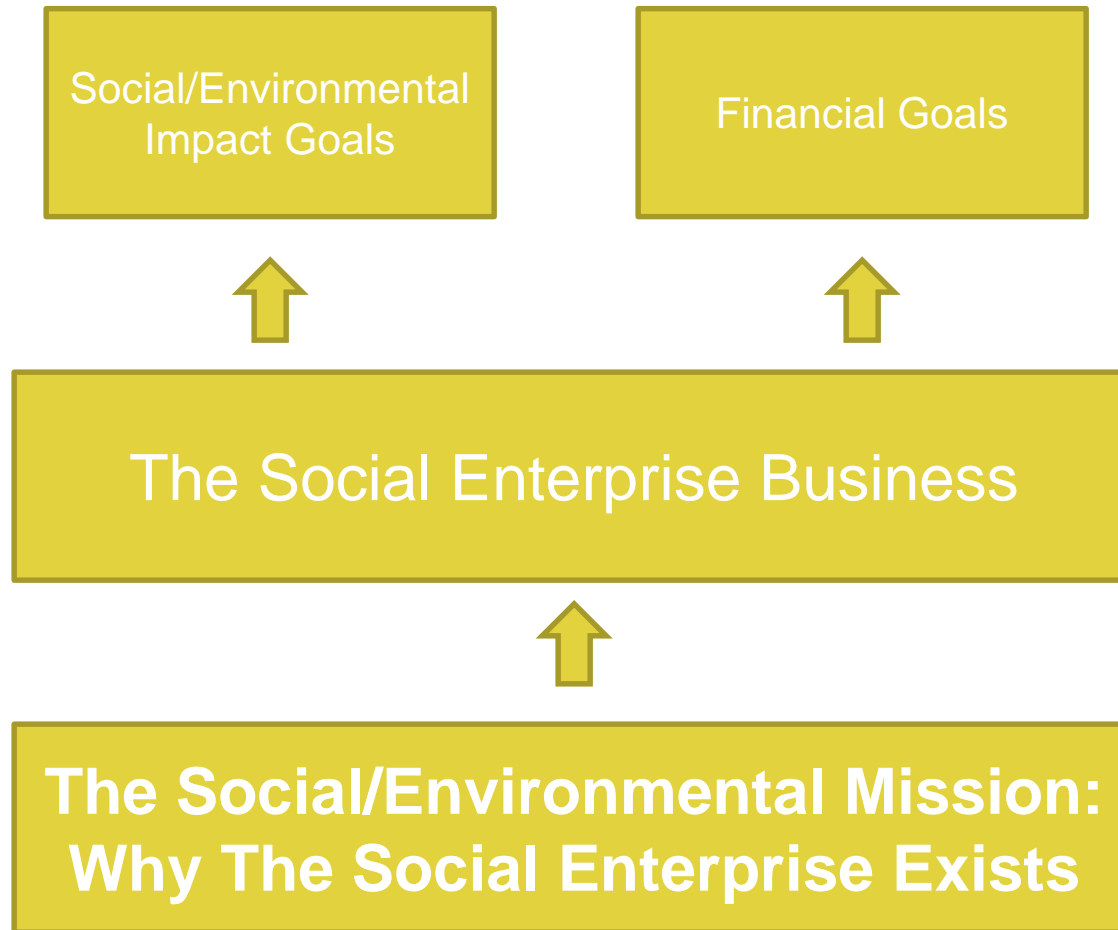 Social/Environmental
Impact Goals
Financial Goals
The Social Enterprise Business
The Social/Environmental Mission:
Why The Social Enterprise Exists